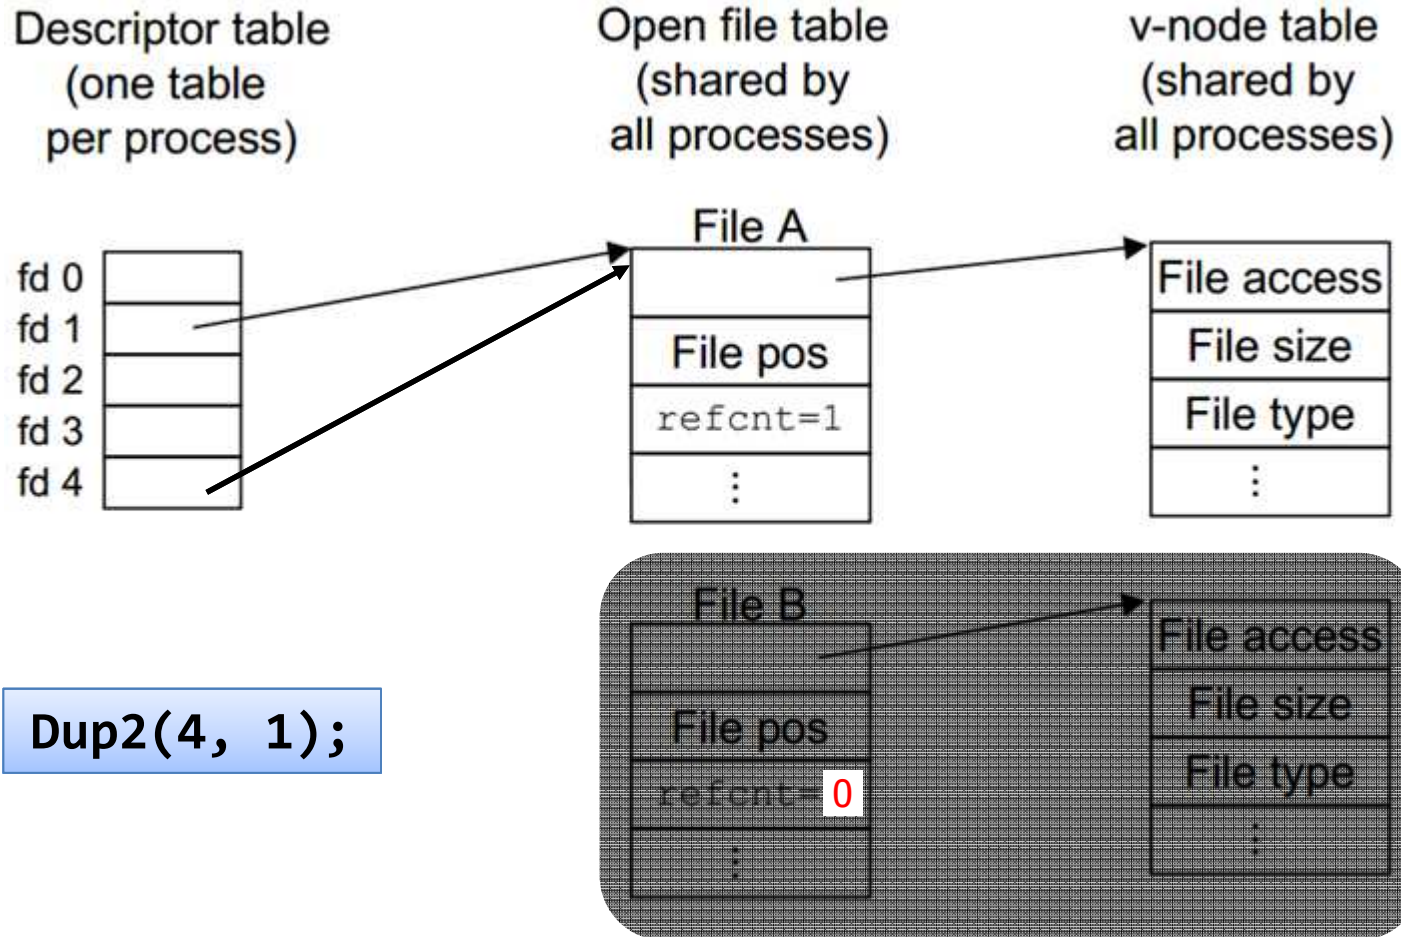 Descriptor table
(one table
per process)
Open file table
(shared by
all processes)
v-node table
(shared by
all processes)
fd 0
fd 1
fd 2
fd 3
fd 4
File A
File pos
refcnt=1
⋮
File access
File size
File type
⋮
Dup2(4, 1);
File B
File pos
refcnt=0
⋮
File access
File size
File type
⋮